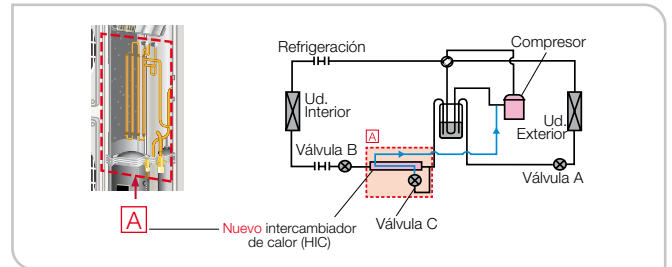 Refrigeración
Compresor
Ud.
Interior
Ud.
Exterior
A
Válvula B
Válvula A
A
Nuevo intercambiador
de calor (HIC)
Válvula C